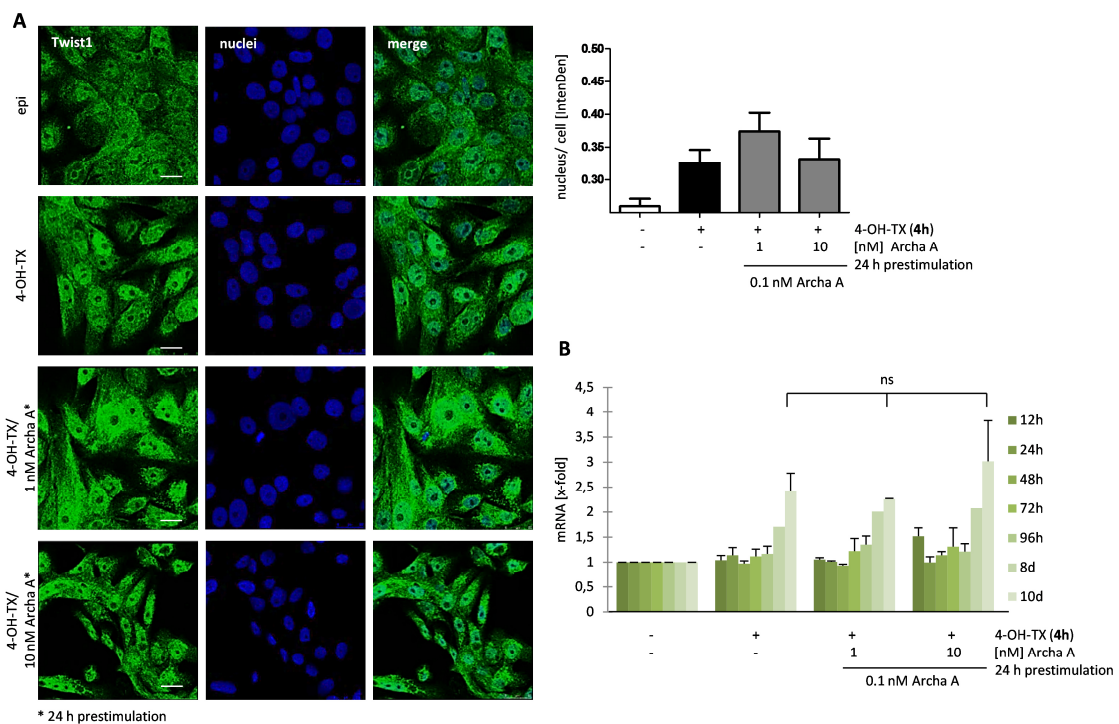 A
Twist1 nuclei merge
epi
4-OH-TX
4-OH-TX/
1 nM Archa A*
4-OH-TX/
10 nM Archa A*
* 24 h prestimulation
nucleus/ cell [IntenDen]
0.50
0.45
0.40
0.35
0.30
- + + + 4-OH-TX (4h)
- - 1 10 [nM] Archa A
24 h prestimulation
0.1 nM Archa A
B
mRNA [x-fold]
4,5
4
3,5
3
2,5
2
1,5
1
0,5
0
ns
12h
24h
48h
72h
96h
8d
10d
- + + + 4-OH-TX (4h)
- - 1 10 [nM] Archa A
24 h prestimulation
0.1 nM Archa A